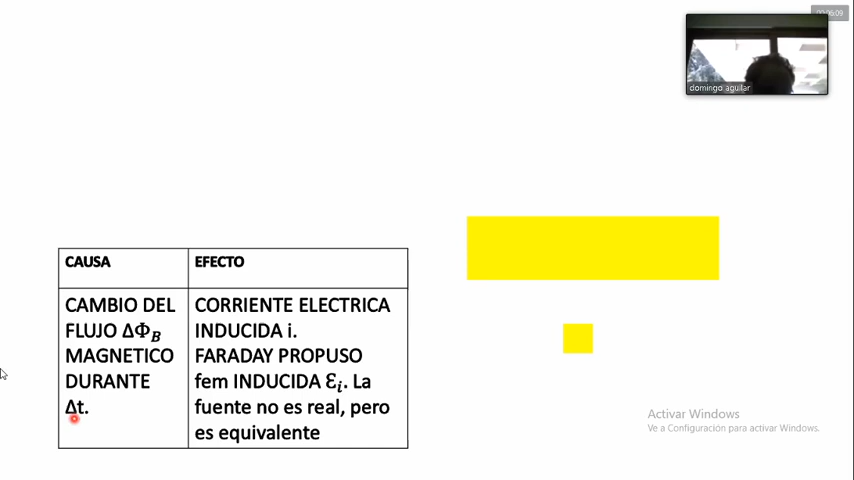 00:06:09
domingo aguilar
CAUSA
EFECTO
CAMBIO DEL
FLUJO ΔΦ_B
MAGNETICO
DURANTE
Δt.
CORRIENTE ELECTRICA
INDUCIDA i.
FARADAY PROPUSO
fem INDUCIDA Ɛ_i. La
fuente no es real, pero
es equivalente
Activar Windows
Ve a Configuración para activar Windows.